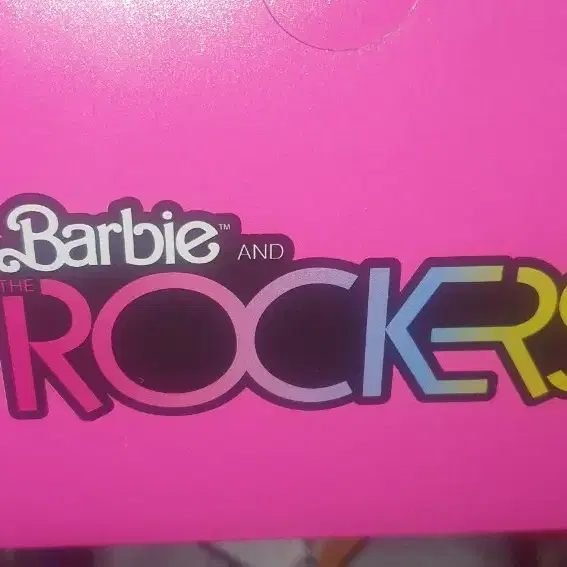 Barbie™ AND
THE
ROCKERS